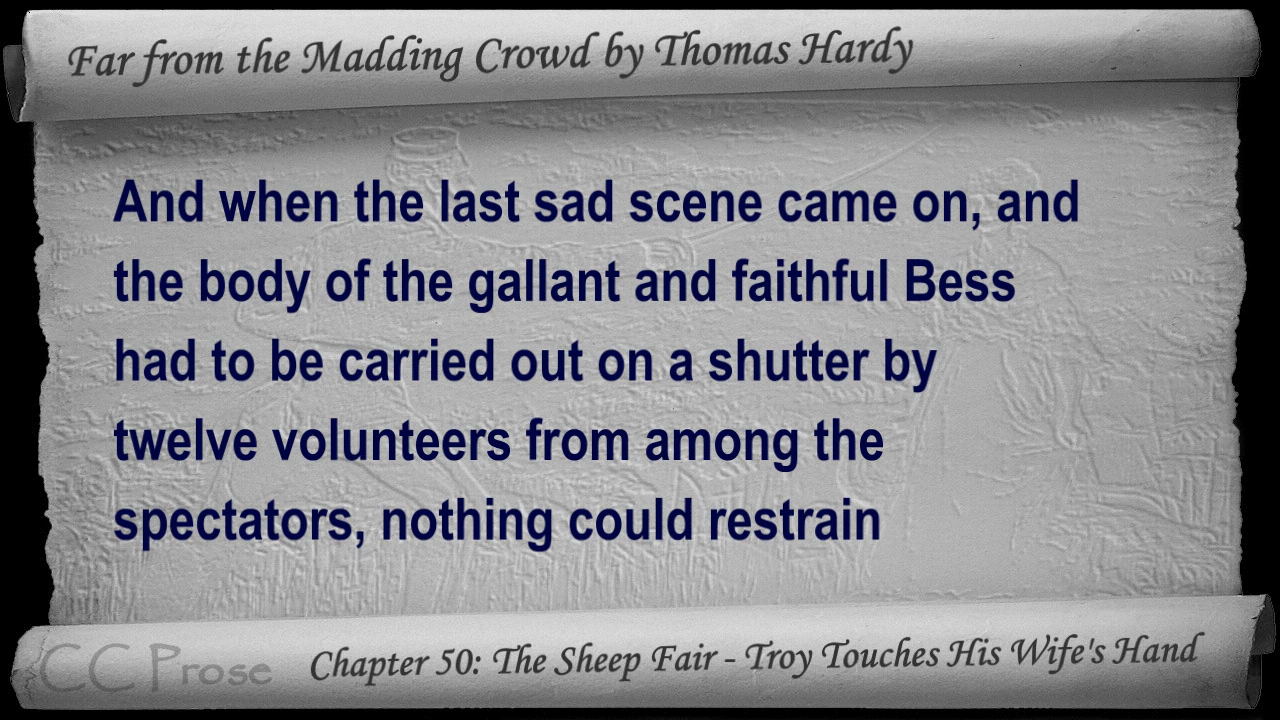 Far from the Madding Crowd by Thomas Hardy
And when the last sad scene came on, and
the body of the gallant and faithful Bess
had to be carried out on a shutter by
twelve volunteers from among the
spectators, nothing could restrain
CC Prose
Chapter 50: The Sheep Fair - Troy Touches His Wife's Hand